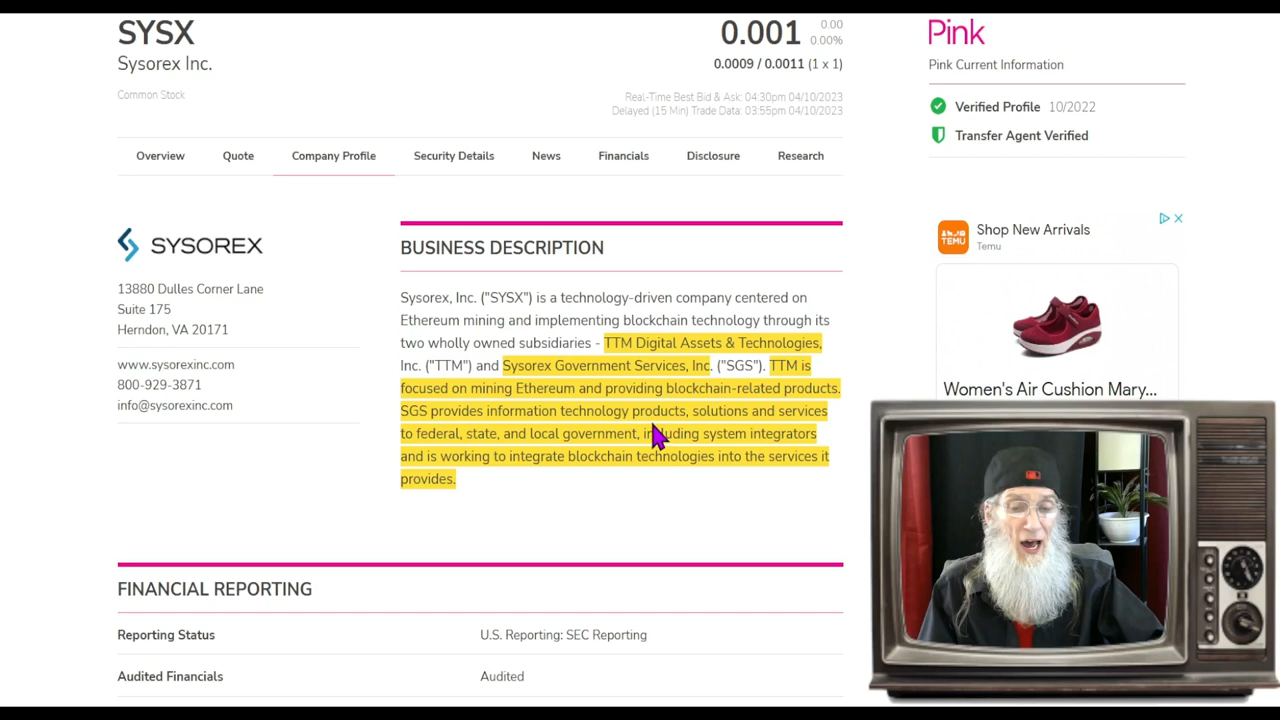 SYSX
Sysorex Inc.
Common Stock
0.001
0.00
0.00%
0.0009 / 0.0011 (1 x 1)
Real-Time Best Bid & Ask: 04:30pm 04/10/2023
Delayed (15 Min) Trade Data: 03:55pm 04/10/2023
Pink
Pink Current Information
Verified Profile 10/2022
Transfer Agent Verified
Overview Quote Company Profile Security Details News Financials Disclosure Research
SYSOREX
13880 Dulles Corner Lane
Suite 175
Herndon, VA 20171
www.sysorexinc.com
800-929-3871
info@sysorexinc.com
BUSINESS DESCRIPTION
Sysorex, Inc. ("SYSX") is a technology-driven company centered on
Ethereum mining and implementing blockchain technology through its
two wholly owned subsidiaries - TTM Digital Assets & Technologies,
Inc. ("TTM") and Sysorex Government Services, Inc. ("SGS"). TTM is
focused on mining Ethereum and providing blockchain-related products.
SGS provides information technology products, solutions and services
to federal, state, and local government, including system integrators
and is working to integrate blockchain technologies into the services it
provides.
TEMU
Shop New Arrivals
Temu
Women's Air Cushion Mary...
FINANCIAL REPORTING
Reporting Status U.S. Reporting: SEC Reporting
Audited Financials Audited